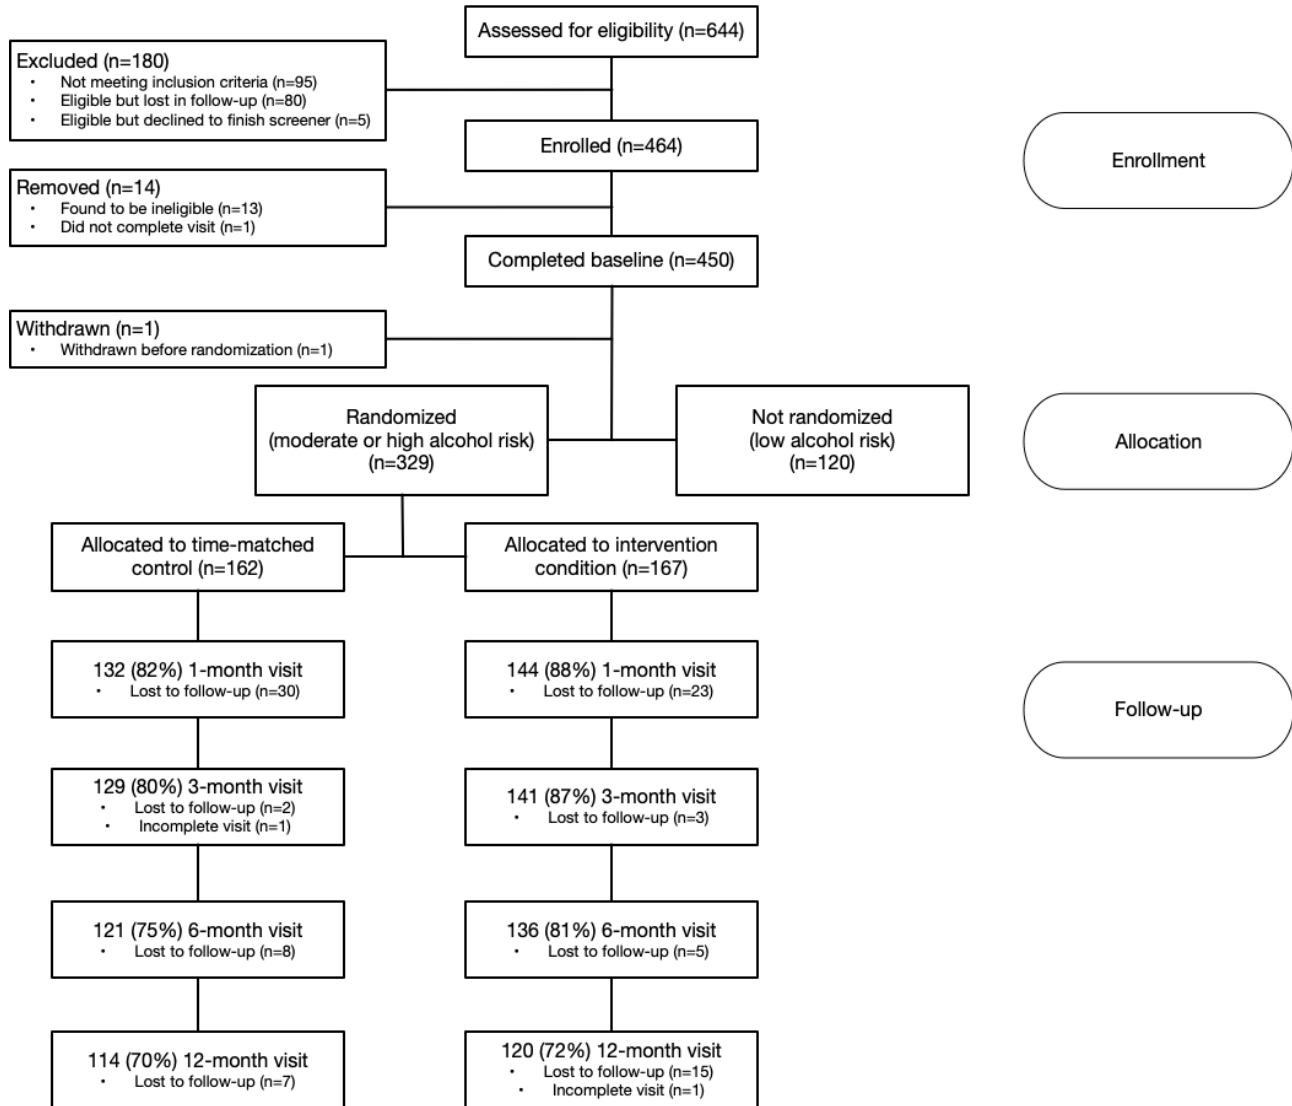 Assessed for eligibility (n=644)
Excluded (n=180)
• Not meeting inclusion criteria (n=95)
• Eligible but lost in follow-up (n=80)
• Eligible but declined to finish screener (n=5)
Enrolled (n=464)
Enrollment
Removed (n=14)
• Found to be ineligible (n=13)
• Did not complete visit (n=1)
Completed baseline (n=450)
Withdrawn (n=1)
• Withdrawn before randomization (n=1)
Randomized
(moderate or high alcohol risk)
(n=329)
Not randomized
(low alcohol risk)
(n=120)
Allocation
Allocated to time-matched
control (n=162)
Allocated to intervention
condition (n=167)
132 (82%) 1-month visit
• Lost to follow-up (n=30)
144 (88%) 1-month visit
• Lost to follow-up (n=23)
Follow-up
129 (80%) 3-month visit
• Lost to follow-up (n=2)
• Incomplete visit (n=1)
141 (87%) 3-month visit
• Lost to follow-up (n=3)
121 (75%) 6-month visit
• Lost to follow-up (n=8)
136 (81%) 6-month visit
• Lost to follow-up (n=5)
114 (70%) 12-month visit
• Lost to follow-up (n=7)
120 (72%) 12-month visit
• Lost to follow-up (n=15)
• Incomplete visit (n=1)